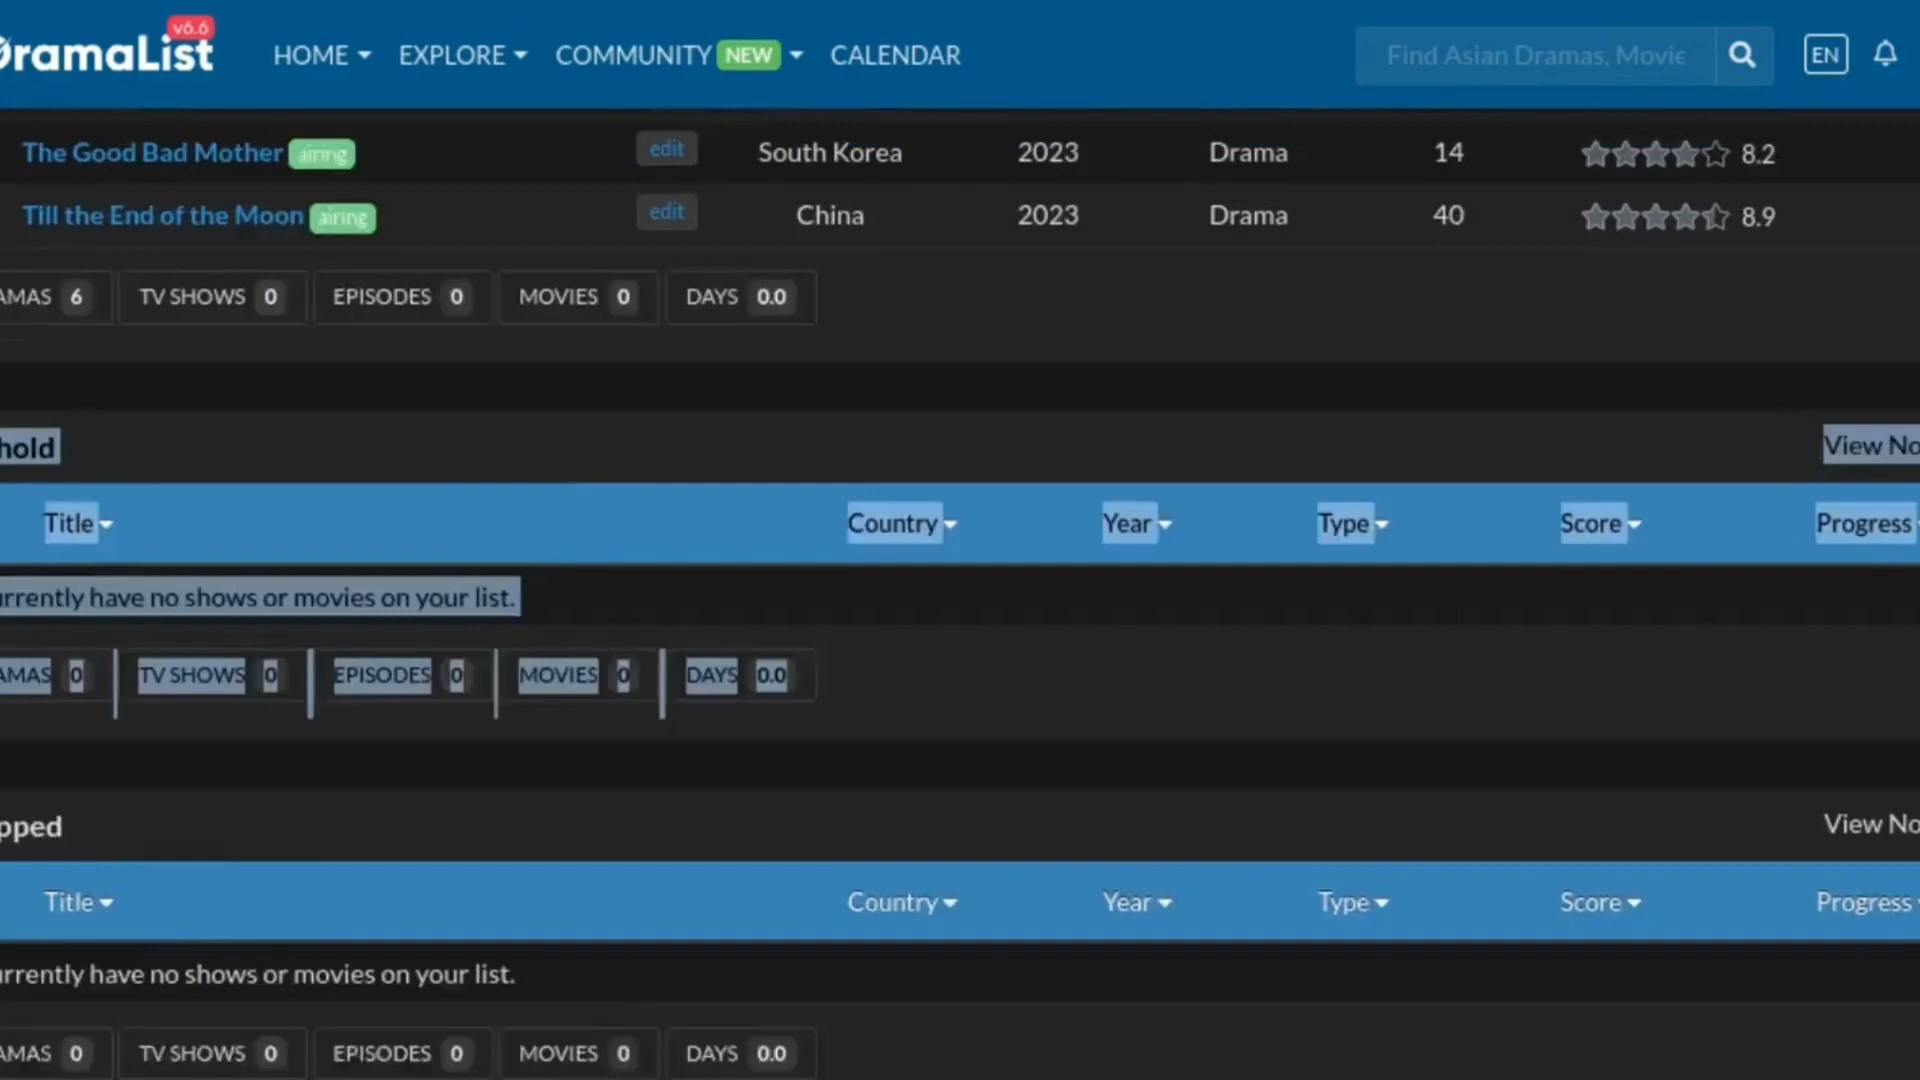 v6.6
DramaList HOME EXPLORE COMMUNITY NEW CALENDAR Find Asian Dramas, Movie EN
The Good Bad Mother airing edit South Korea 2023 Drama 14 8.2
Till the End of the Moon airing edit China 2023 Drama 40 8.9
AMAS 6 TV SHOWS 0 EPISODES 0 MOVIES 0 DAYS 0.0
hold View No
Title Country Year Type Score Progress
urrently have no shows or movies on your list.
AMAS 0 TV SHOWS 0 EPISODES 0 MOVIES 0 DAYS 0.0
pped View No
Title Country Year Type Score Progress
urrently have no shows or movies on your list.
AMAS 0 TV SHOWS 0 EPISODES 0 MOVIES 0 DAYS 0.0